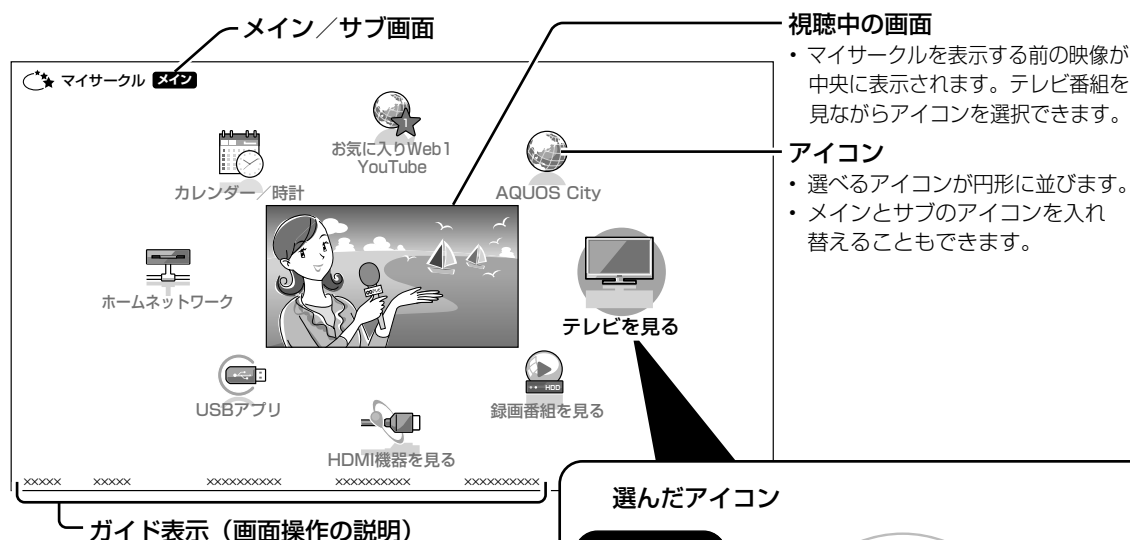 メイン／サブ画面
視聴中の画面
・マイサークルを表示する前の映像が
中央に表示されます。テレビ番組を
見ながらアイコンを選択できます。
アイコン
・選べるアイコンが円形に並びます。
・メインとサブのアイコンを入れ
替えることもできます。
マイサークル メイン
1
お気に入りWeb1
YouTube
カレンダー／時計
AQUOS City
ホームネットワーク
テレビを見る
USBアプリ
HDD
録画番組を見る
HDMI機器を見る
××××× ××××× ×××××××××× ×××××××××× ××××××××××
ガイド表示（画面操作の説明）
選んだアイコン